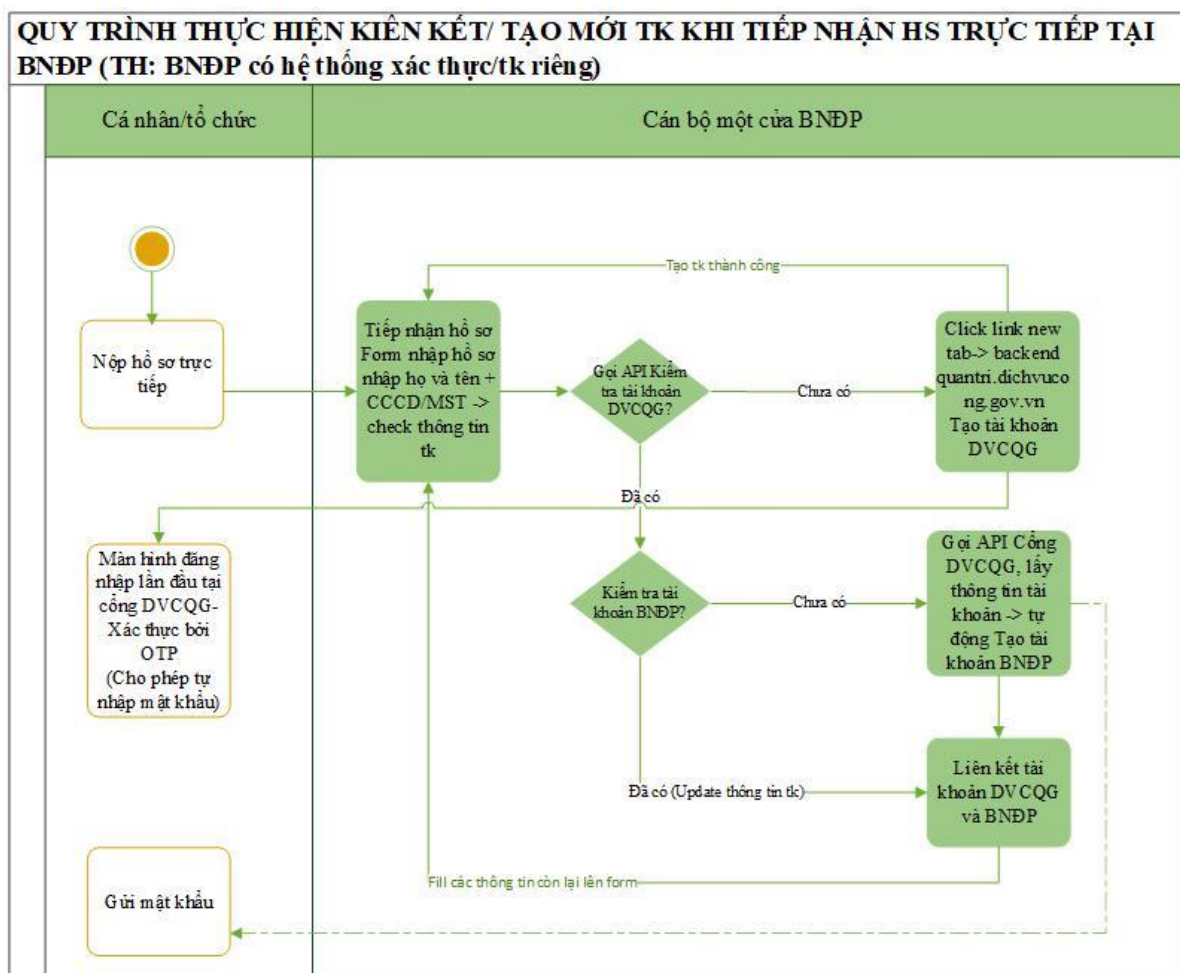 QUY TRÌNH THỰC HIỆN KIÊN KẾT/ TẠO MỚI TK KHI TIẾP NHẬN HS TRỰC TIẾP TẠI
BNĐP (TH: BNĐP có hệ thống xác thực/tk riêng)
Cá nhân/tổ chức
Cán bộ một cửa BNĐP
Tạo tk thành công
Nộp hồ sơ trực
tiếp
Tiếp nhận hồ sơ
Form nhập hồ sơ
nhập họ và tên +
CCCD/MST ->
check thông tin
tk
Gọi API Kiểm
tra tài khoản
DVCQG?
Chưa có
Click link new
tab-> backend
quantri.dichvuco
ng.gov.vn
Tạo tài khoản
DVCQG
Đã có
Màn hình đăng
nhập lần đầu tại
cổng DVCQG-
Xác thực bởi
OTP
(Cho phép tự
nhập mật khẩu)
Kiểm tra tài
khoản BNĐP?
Chưa có
Gọi API Cổng
DVCQG, lấy
thông tin tài
khoản -> tự
động Tạo tài
khoản BNĐP
Đã có (Update thông tin tk)
Liên kết tài
khoản DVCQG
và BNĐP
Fill các thông tin còn lại lên form
Gửi mật khẩu